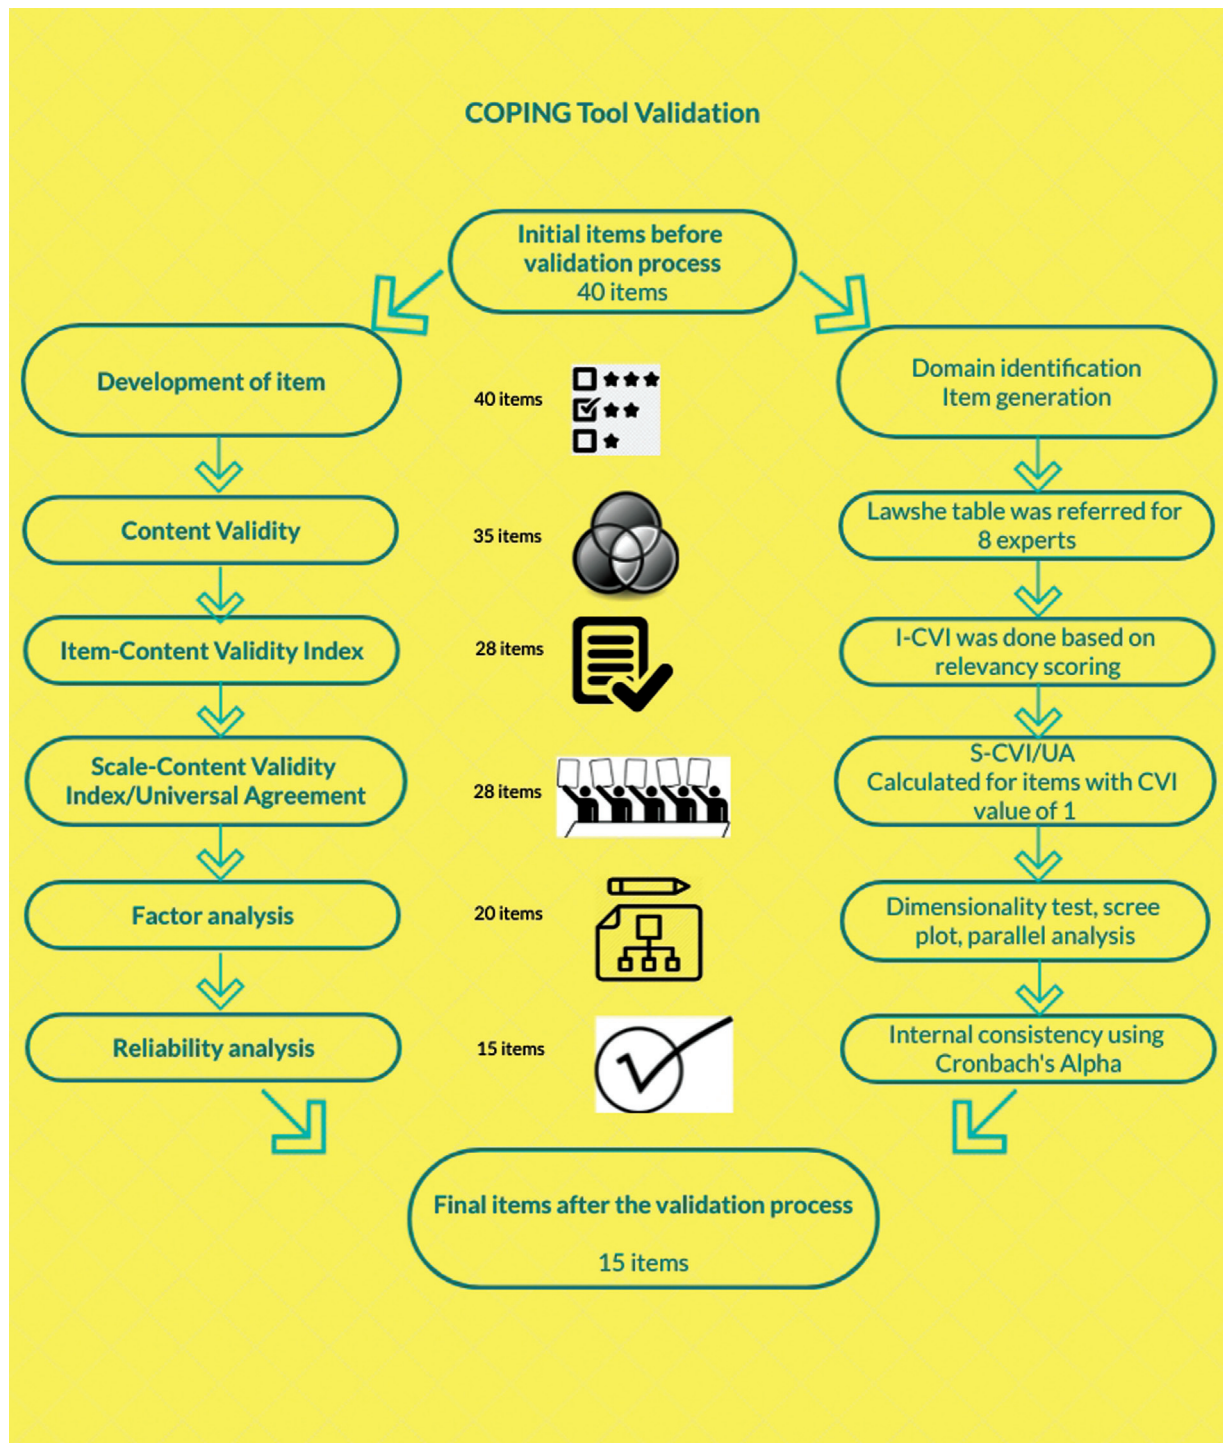 COPING Tool Validation
Initial items before
validation process
40 items
Development of item
40 items
Domain identification
Item generation
Content Validity
35 items
Lawshe table was referred for
8 experts
Item-Content Validity Index
28 items
I-CVI was done based on
relevancy scoring
Scale-Content Validity
Index/Universal Agreement
28 items
S-CVI/UA
Calculated for items with CVI
value of 1
Factor analysis
20 items
Dimensionality test, scree
plot, parallel analysis
Reliability analysis
15 items
Internal consistency using
Cronbach's Alpha
Final items after the validation process
15 items